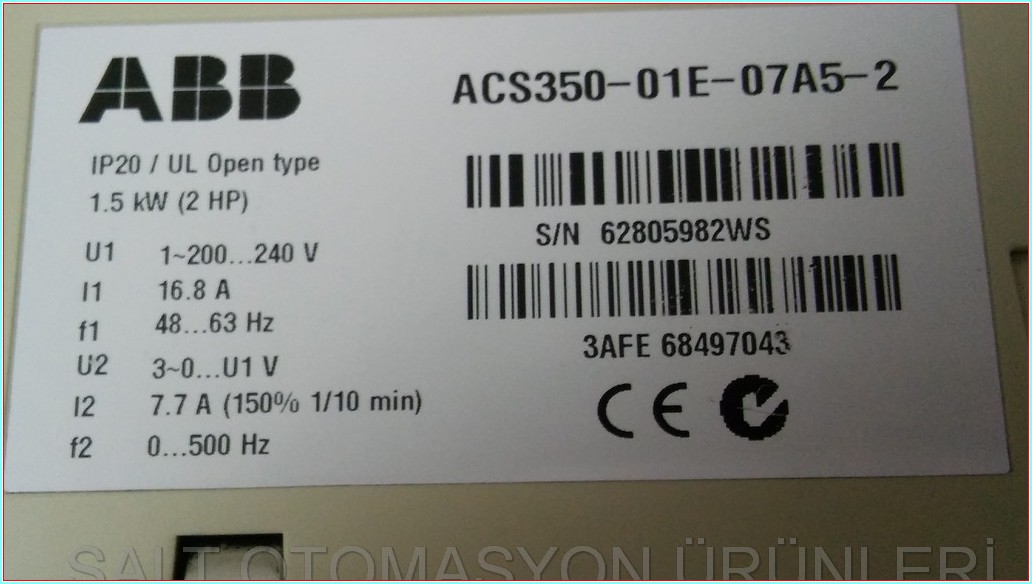 ABB
ACS350-01E-07A5-2
IP20 / UL Open type
1.5 kW (2 HP)
U1 1~200...240 V
I1 16.8 A
f1 48...63 Hz
U2 3~0...U1 V
I2 7.7 A (150% 1/10 min)
f2 0...500 Hz
S/N 62805982WS
3AFE 68497043
CE
SALT OTOMASYON ÜRÜNLERİ